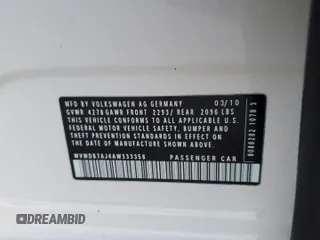 MFD BY VOLKSWAGEN AG GERMANY 03/10
GVWR 4278 GAWR FRONT 2293/ REAR 2096 LBS
THIS VEHICLE CONFORMS TO ALL APPLICABLE
U.S. FEDERAL MOTOR VEHICLE SAFETY, BUMPER AND
THEFT PREVENTION STANDARDS IN EFFECT ON
THE DATE OF MANUFACTURE SHOWN ABOVE.
WVWDB7AJ4AW333358 PASSENGER CAR
DREAMBID